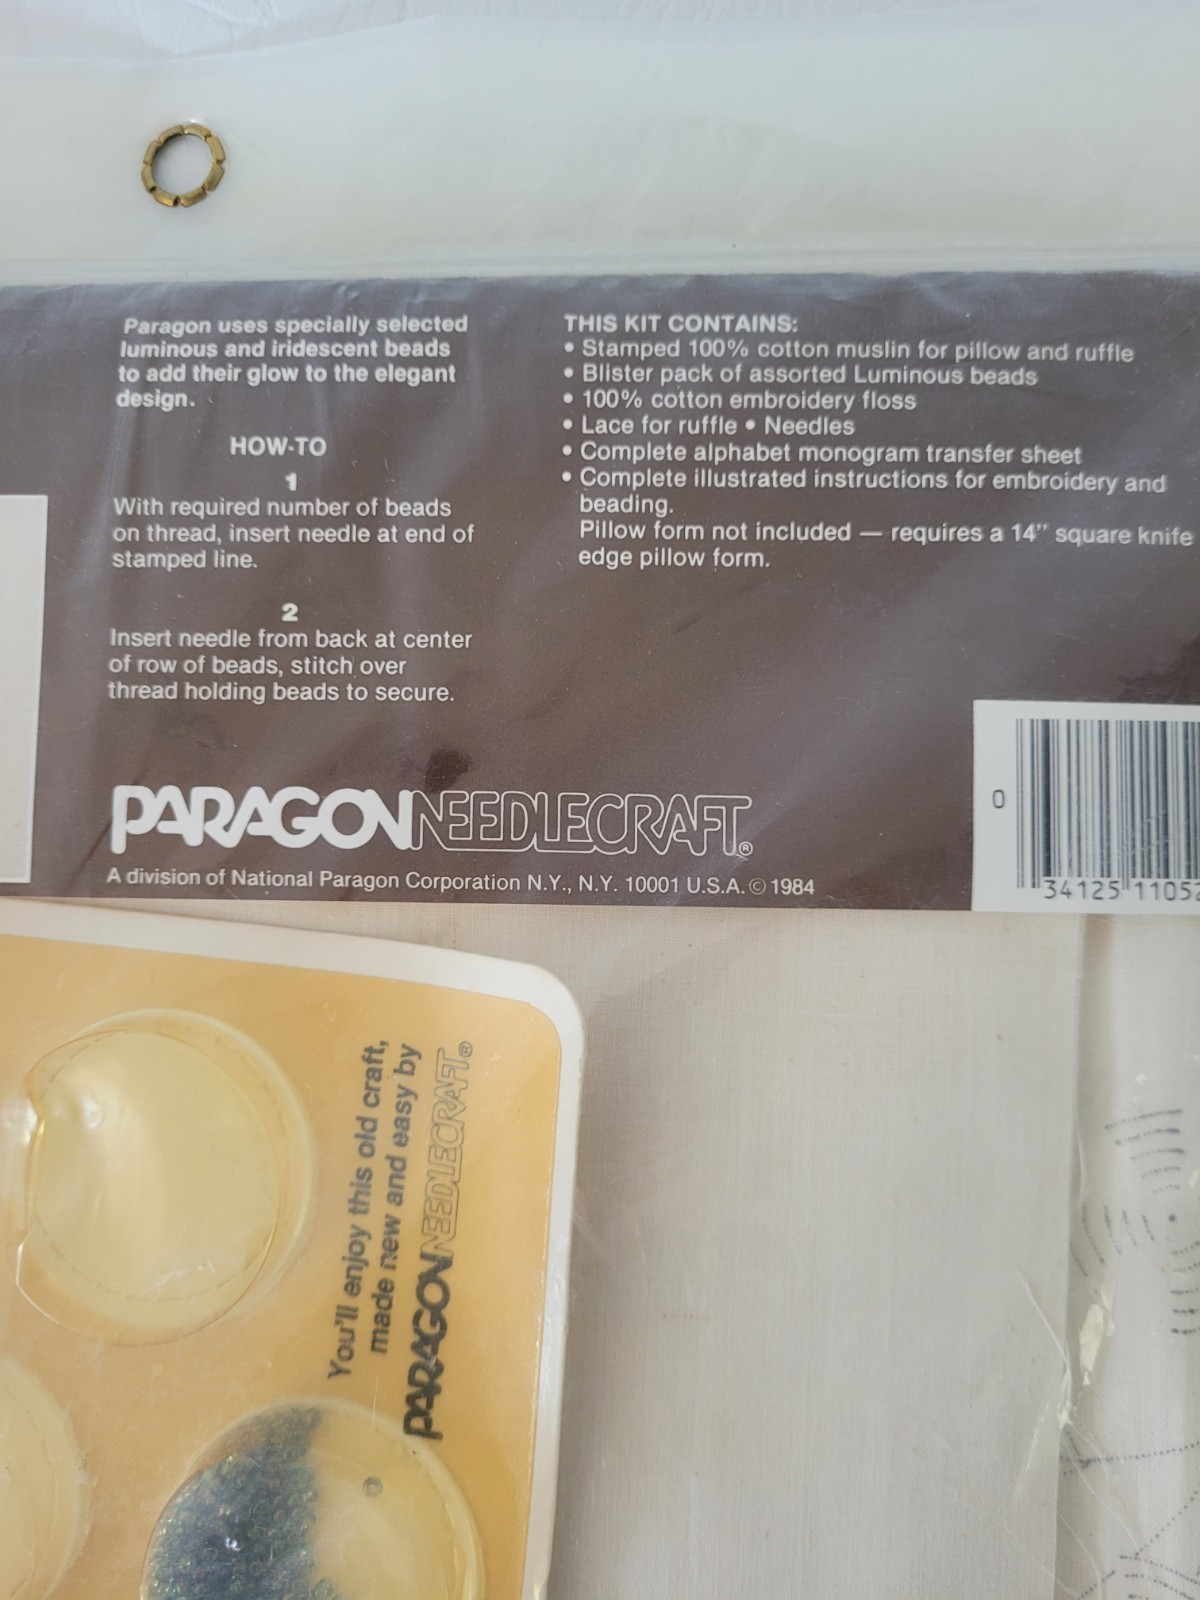 Paragon uses specially selected
luminous and iridescent beads
to add their glow to the elegant
design.
HOW-TO
1
With required number of beads
on thread, insert needle at end of
stamped line.
2
Insert needle from back at center
of row of beads, stitch over
thread holding beads to secure.
THIS KIT CONTAINS:
• Stamped 100% cotton muslin for pillow and ruffle
• Blister pack of assorted Luminous beads
• 100% cotton embroidery floss
• Lace for ruffle • Needles
• Complete alphabet monogram transfer sheet
• Complete illustrated instructions for embroidery and
beading.
Pillow form not included — requires a 14" square knife
edge pillow form.
PARAGON NEEDLECRAFT®
A division of National Paragon Corporation N.Y., N.Y. 10001 U.S.A. © 1984
0 34125 11052
You'll enjoy this old craft,
made new and easy by
PARAGON NEEDLECRAFT®